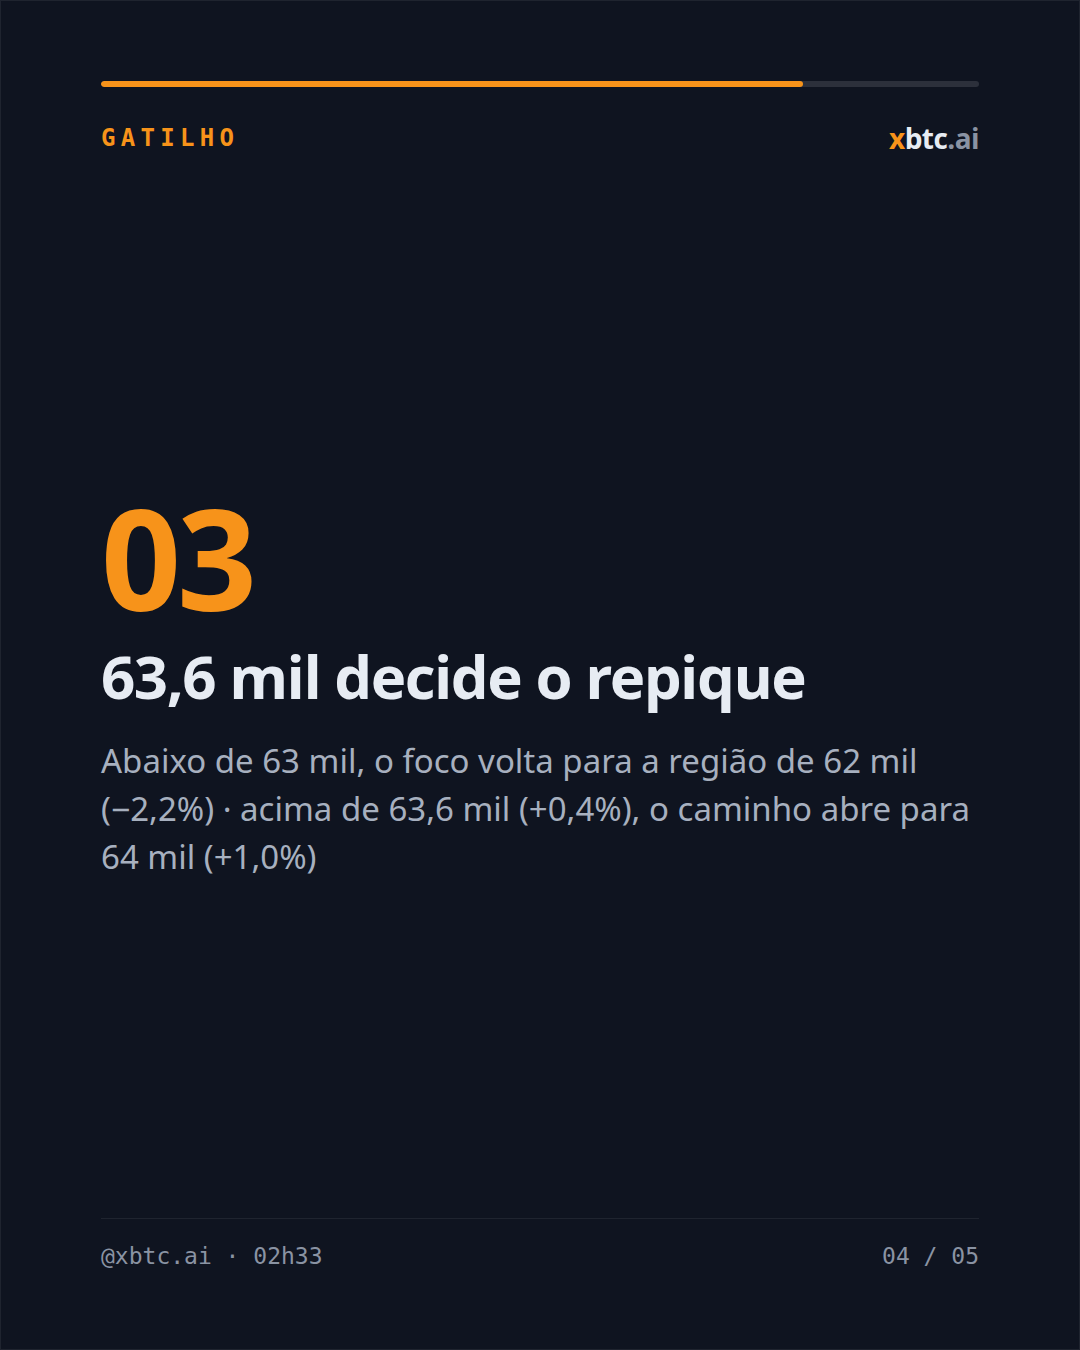 GATILHO
xbtc.ai
03
63,6 mil decide o repique
Abaixo de 63 mil, o foco volta para a região de 62 mil
(−2,2%) · acima de 63,6 mil (+0,4%), o caminho abre para
64 mil (+1,0%)
@xbtc.ai · 02h33
04 / 05